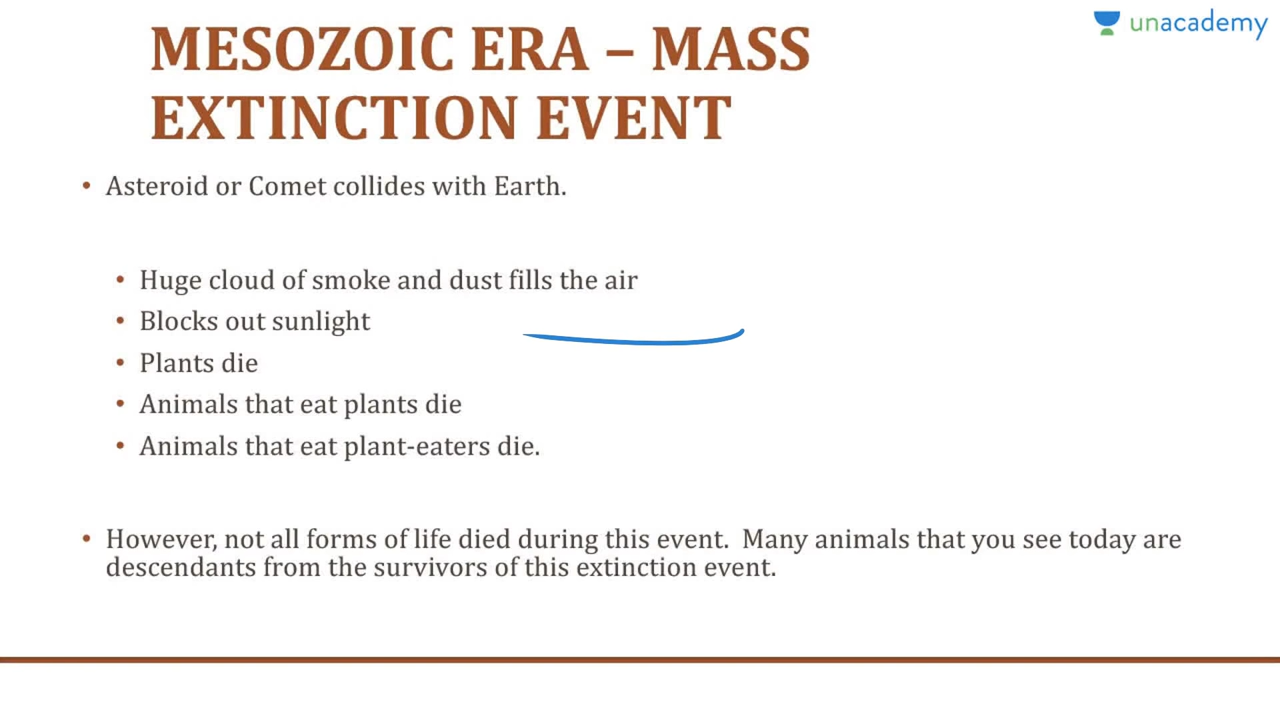 unacademy
MESOZOIC ERA – MASS
EXTINCTION EVENT
• Asteroid or Comet collides with Earth.
• Huge cloud of smoke and dust fills the air
• Blocks out sunlight
• Plants die
• Animals that eat plants die
• Animals that eat plant-eaters die.
• However, not all forms of life died during this event.  Many animals that you see today are
descendants from the survivors of this extinction event.